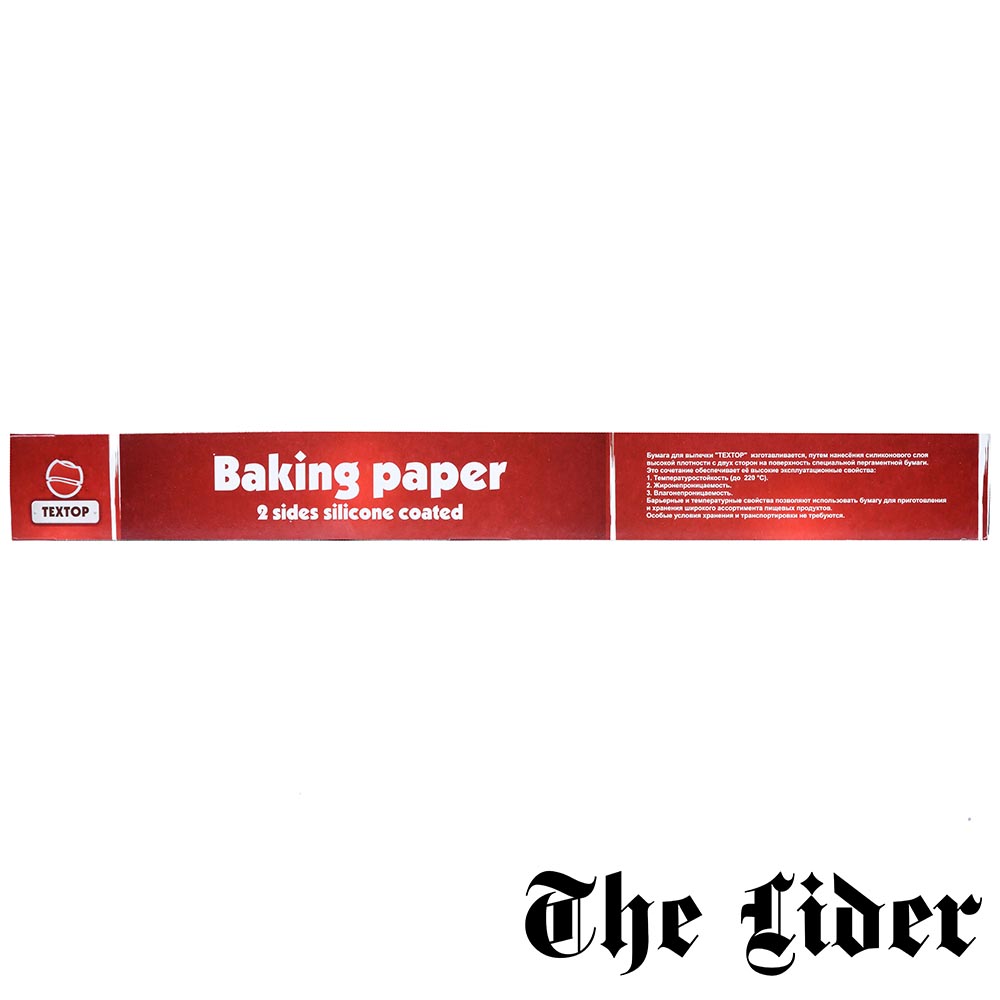 TEXTOP
Baking paper
2 sides silicone coated
Бумага для выпечки "TEXTOP" изготавливается, путем нанесёния силиконового слоя
высокой плотности с двух сторон на поверхность специальной пергаментной бумаги.
Это сочетание обеспечивает её высокие эксплуатационные свойства:
1. Температуростойкость (до 220 °C).
2. Жиронепроницаемость.
3. Влагонепроницаемость.
Барьерные и температурные свойства позволяют использовать бумагу для приготовления
и хранения широкого ассортимента пищевых продуктов.
Особые условия хранения и транспортировки не требуются.
The Lider